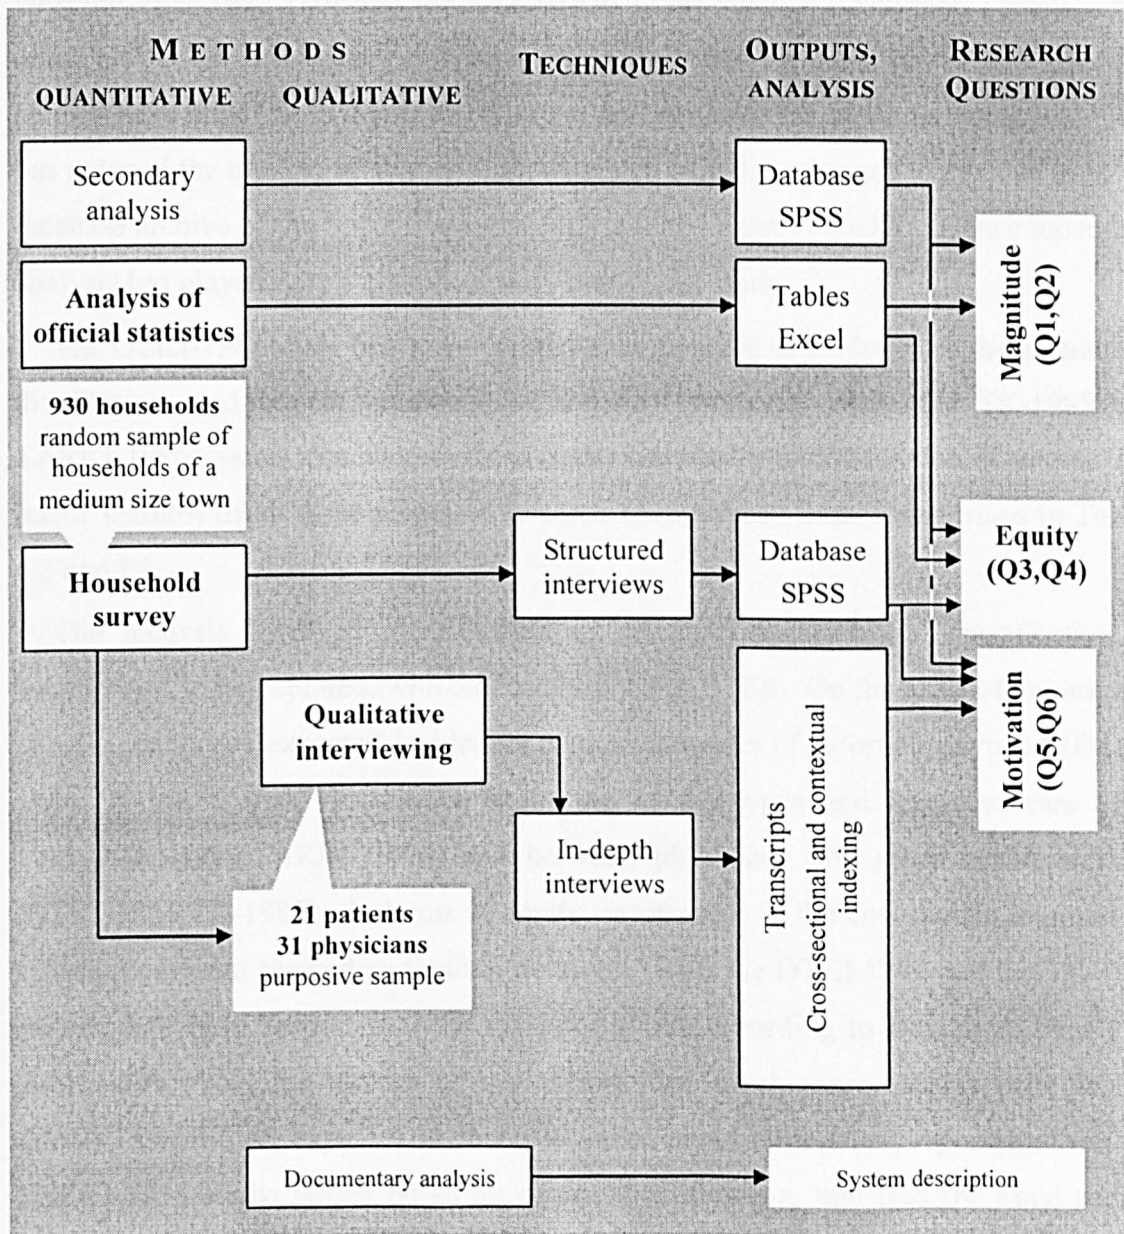 METHODS
QUANTITATIVE QUALITATIVE
TECHNIQUES
OUTPUTS,
ANALYSIS
RESEARCH
QUESTIONS
Secondary
analysis
Database
SPSS
Analysis of
official statistics
Tables
Excel
Magnitude
(Q1,Q2)
930 households
random sample of
households of a
medium size town
Household
survey
Structured
interviews
Database
SPSS
Equity
(Q3,Q4)
Qualitative
interviewing
In-depth
interviews
Transcripts
Cross-sectional and contextual
indexing
Motivation
(Q5,Q6)
21 patients
31 physicians
purposive sample
Documentary analysis
System description